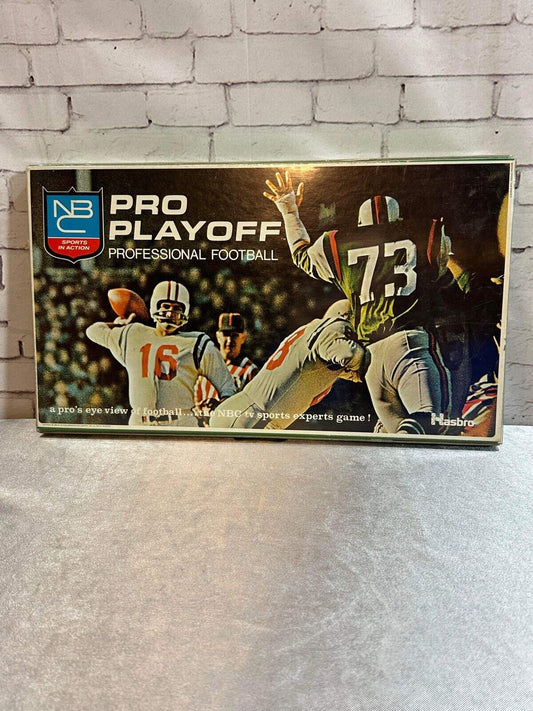 NBC
SPORTS
IN ACTION
PRO
PLAYOFF
PROFESSIONAL FOOTBALL
73
16
8
a pro's eye view of football....the NBC tv sports experts game!
Hasbro